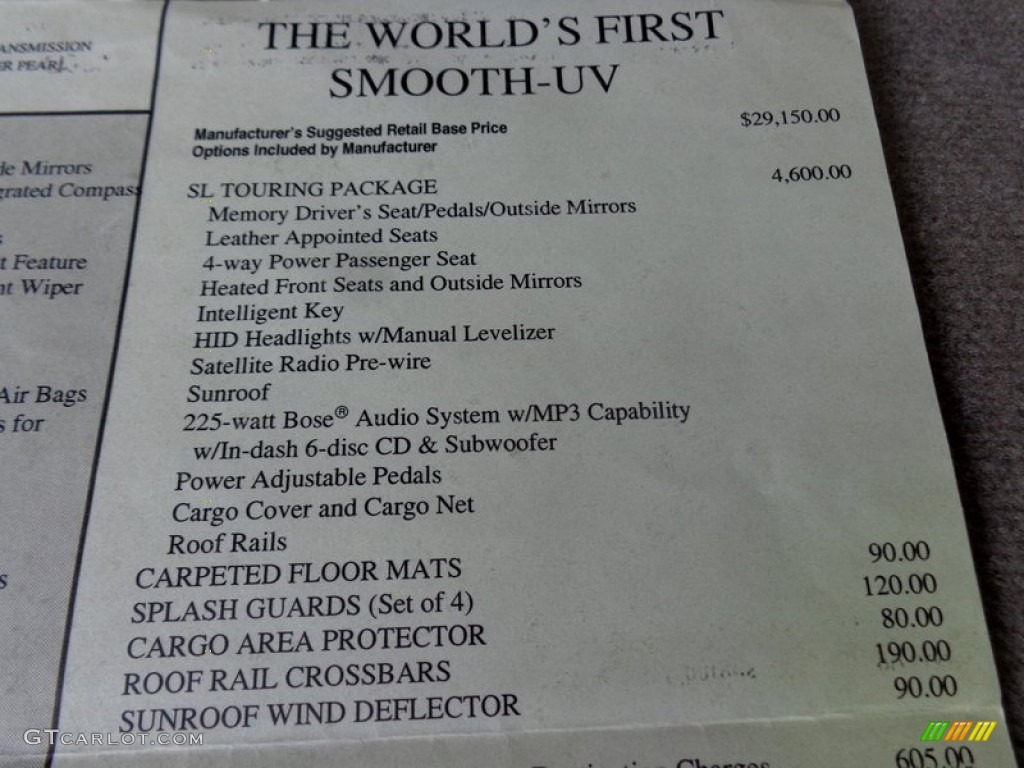 ANSMISSION
ER PEARL
de Mirrors
grated Compass
t Feature
nt Wiper
Air Bags
s for
s
THE WORLD'S FIRST
SMOOTH-UV
Manufacturer's Suggested Retail Base Price $29,150.00
Options Included by Manufacturer
SL TOURING PACKAGE 4,600.00
Memory Driver's Seat/Pedals/Outside Mirrors
Leather Appointed Seats
4-way Power Passenger Seat
Heated Front Seats and Outside Mirrors
Intelligent Key
HID Headlights w/Manual Levelizer
Satellite Radio Pre-wire
Sunroof
225-watt Bose® Audio System w/MP3 Capability
w/In-dash 6-disc CD & Subwoofer
Power Adjustable Pedals
Cargo Cover and Cargo Net
Roof Rails
CARPETED FLOOR MATS 90.00
SPLASH GUARDS (Set of 4) 120.00
CARGO AREA PROTECTOR 80.00
ROOF RAIL CROSSBARS 190.00
SUNROOF WIND DEFLECTOR 90.00
Charges 605.00
GTCARLOT.COM